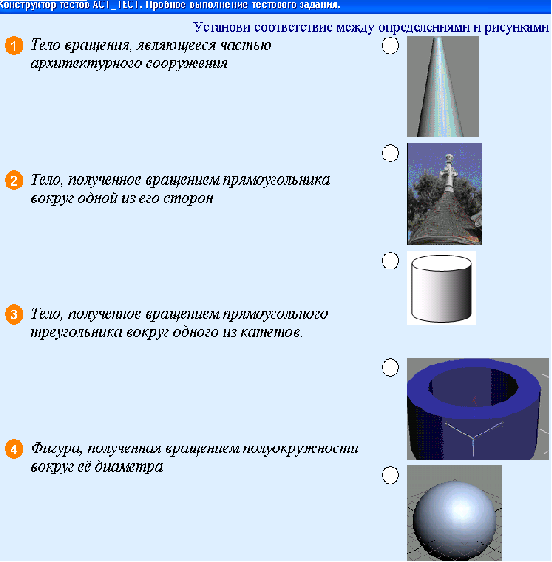 Конструктор тестов ACT_TECT. Пробное выполнение тестового задания.
Установи соответствие между определениями и рисунками
1 Тело вращения, являющееся частью
архитектурного сооружения
2 Тело, полученное вращением прямоугольника
вокруг одной из его сторон
3 Тело, полученное вращением прямоугольного
треугольника вокруг одного из катетов.
4 Фигура, полученная вращением полуокружности
вокруг её диаметра